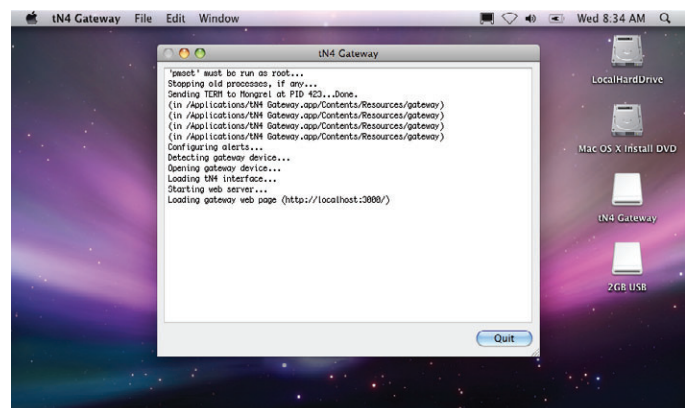 tN4 Gateway File Edit Window Wed 8.34 AM
tN4 Gateway
'pmset' must be run as root...
Stopping old processes, if any...
Sending TERM to Mongrel at PID 423...Done.
(in /Applications/tN4 Gateway.app/Contents/Resources/gateway)
(in /Applications/tN4 Gateway.app/Contents/Resources/gateway)
(in /Applications/tN4 Gateway.app/Contents/Resources/gateway)
(in /Applications/tN4 Gateway.app/Contents/Resources/gateway)
Configuring alerts...
Detecting gateway device...
Opening gateway device...
Loading tN4 interface...
Starting web server...
Loading gateway web page (http://localhost:3000/)
Quit
LocalHardDrive
Mac OS X Install DVD
tN4 Gateway
2GB USB